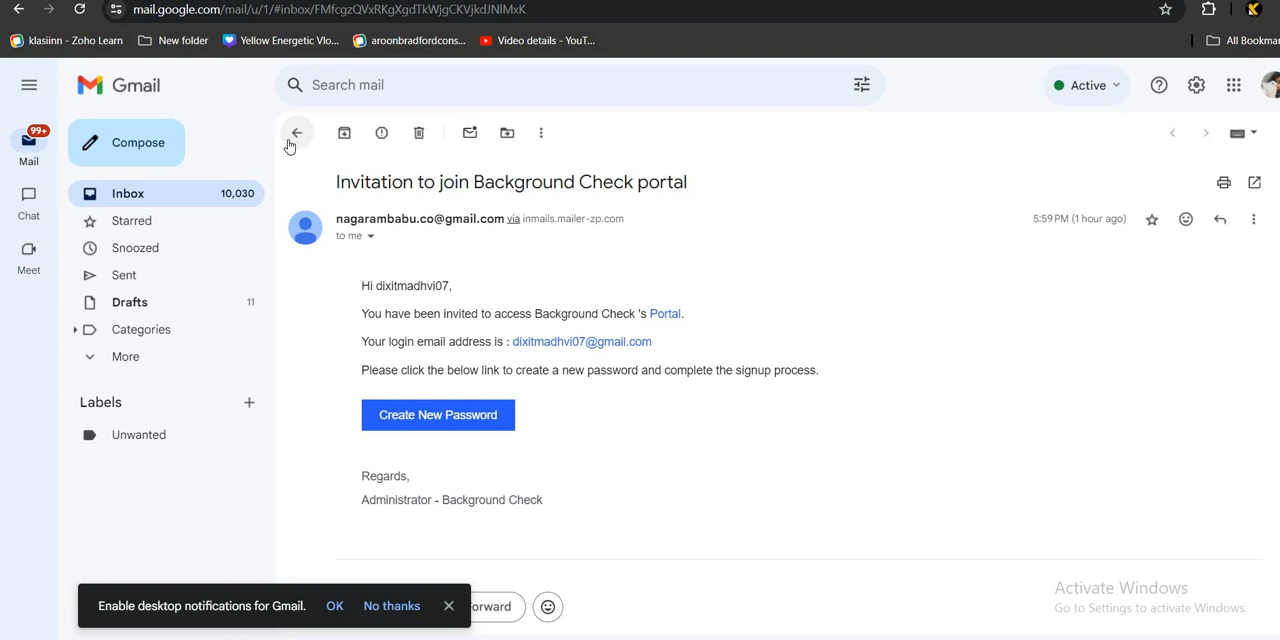 mail.google.com/mail/u/1/#inbox/FMfcgzQVxRKgXgdTkWjgCKVjkdJNlMxK
klasiinn - Zoho Learn
New folder
Yellow Energetic Vlo...
aroonbradfordcons...
Video details - YouT...
All Bookmar
Gmail
Search mail
Active
99+
Mail
Chat
Meet
Compose
Inbox 10,030
Starred
Snoozed
Sent
Drafts 11
Categories
More
Labels
Unwanted
Invitation to join Background Check portal
nagarambabu.co@gmail.com via inmails.mailer-zp.com
5:59 PM (1 hour ago)
to me
Hi dixitmadhvi07,
You have been invited to access Background Check 's Portal.
Your login email address is : dixitmadhvi07@gmail.com
Please click the below link to create a new password and complete the signup process.
Create New Password
Regards,
Administrator - Background Check
Enable desktop notifications for Gmail. OK No thanks
orward
Activate Windows
Go to Settings to activate Windows.